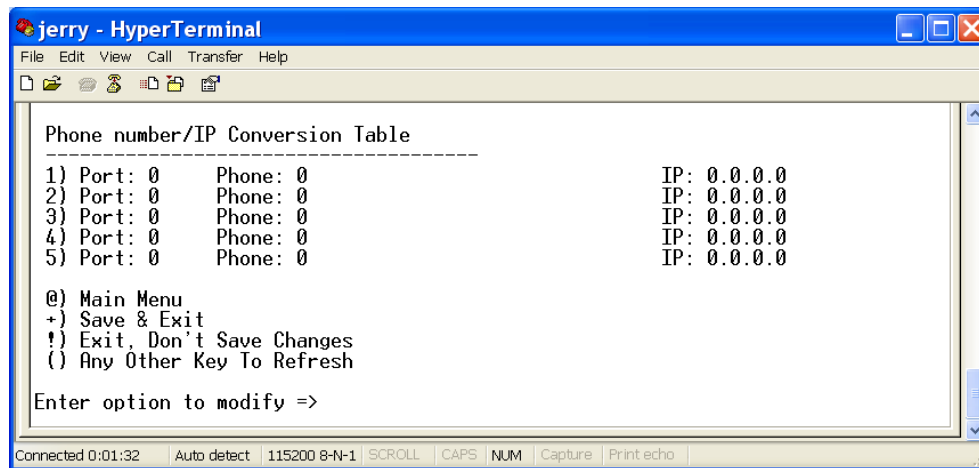 jerry - HyperTerminal
File Edit View Call Transfer Help
Phone number/IP Conversion Table
--------------------------------------
1) Port: 0 Phone: 0 IP: 0.0.0.0
2) Port: 0 Phone: 0 IP: 0.0.0.0
3) Port: 0 Phone: 0 IP: 0.0.0.0
4) Port: 0 Phone: 0 IP: 0.0.0.0
5) Port: 0 Phone: 0 IP: 0.0.0.0
@) Main Menu
+) Save & Exit
!) Exit, Don't Save Changes
() Any Other Key To Refresh
Enter option to modify =>
Connected 0:01:32 Auto detect 115200 8-N-1 SCROLL CAPS NUM Capture Print echo